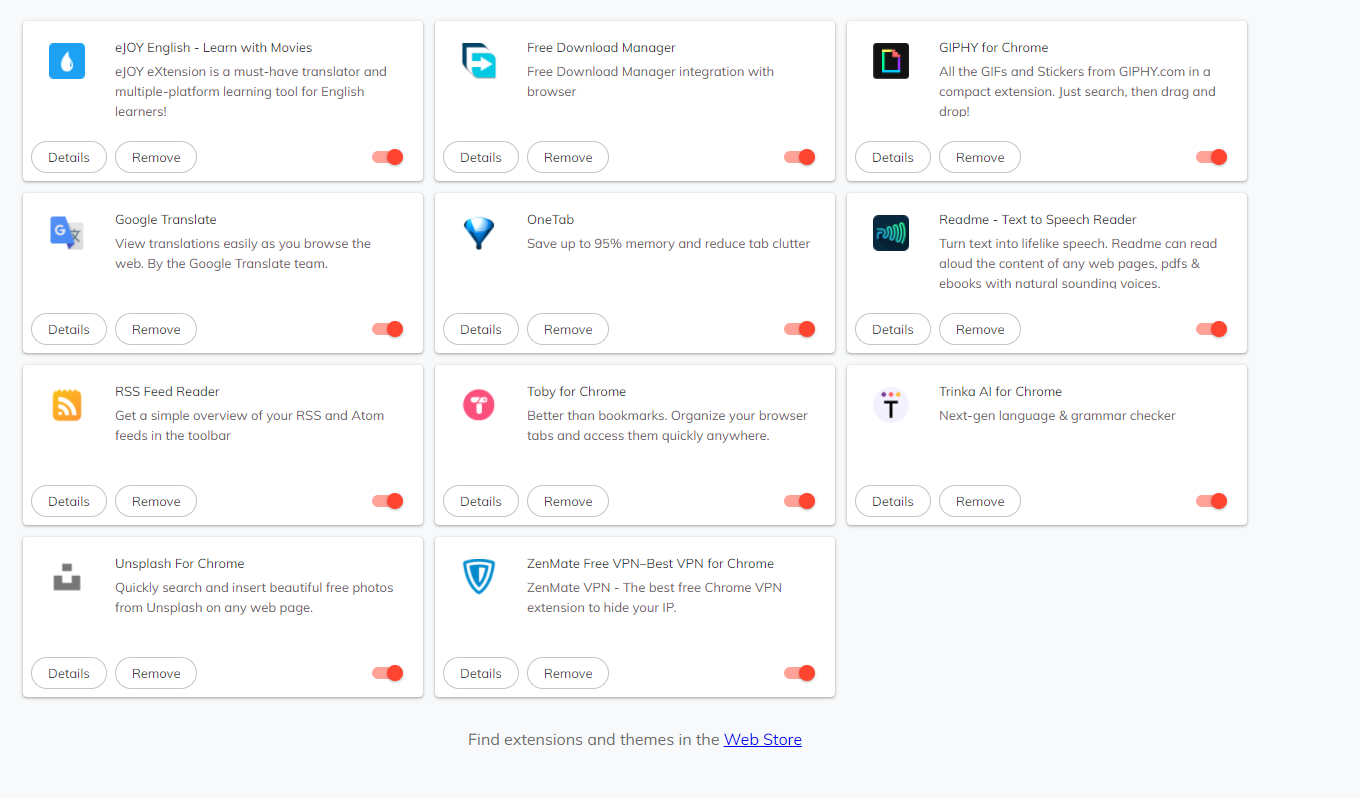 eJOY English - Learn with Movies
eJOY eXtension is a must-have translator and
multiple-platform learning tool for English
learners!
Details
Remove
Free Download Manager
Free Download Manager integration with
browser
Details
Remove
GIPHY for Chrome
All the GIFs and Stickers from GIPHY.com in a
compact extension. Just search, then drag and
drop!
Details
Remove
Google Translate
View translations easily as you browse the
web. By the Google Translate team.
Details
Remove
OneTab
Save up to 95% memory and reduce tab clutter
Details
Remove
Readme - Text to Speech Reader
Turn text into lifelike speech. Readme can read
aloud the content of any web pages, pdfs &
ebooks with natural sounding voices.
Details
Remove
RSS Feed Reader
Get a simple overview of your RSS and Atom
feeds in the toolbar
Details
Remove
Toby for Chrome
Better than bookmarks. Organize your browser
tabs and access them quickly anywhere.
Details
Remove
Trinka AI for Chrome
Next-gen language & grammar checker
Details
Remove
Unsplash For Chrome
Quickly search and insert beautiful free photos
from Unsplash on any web page.
Details
Remove
ZenMate Free VPN–Best VPN for Chrome
ZenMate VPN - The best free Chrome VPN
extension to hide your IP.
Details
Remove
Find extensions and themes in the Web Store